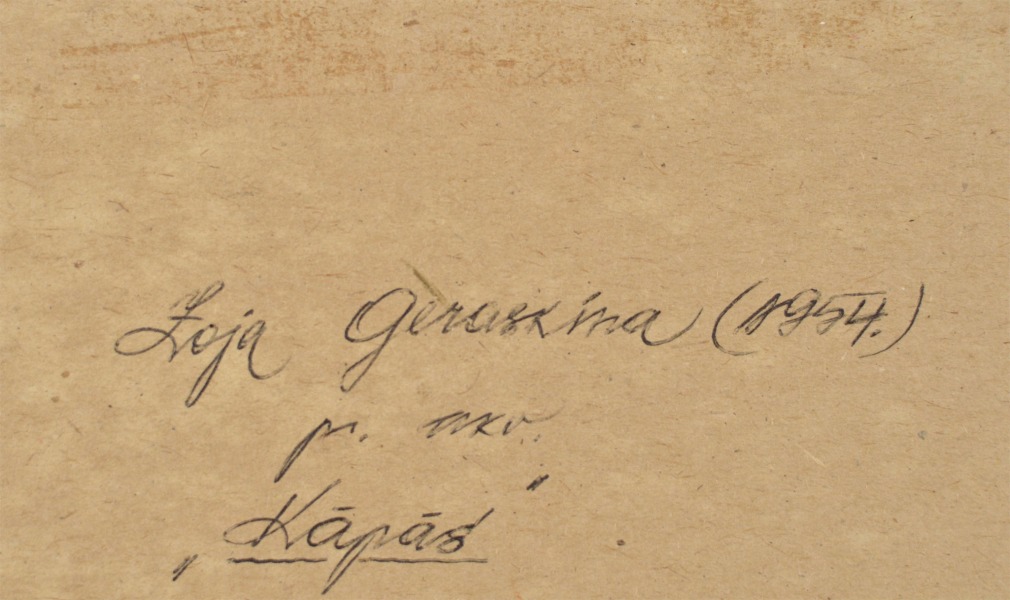 Zoja Geraskina (1954.)
p. akv.
„Kāpās"